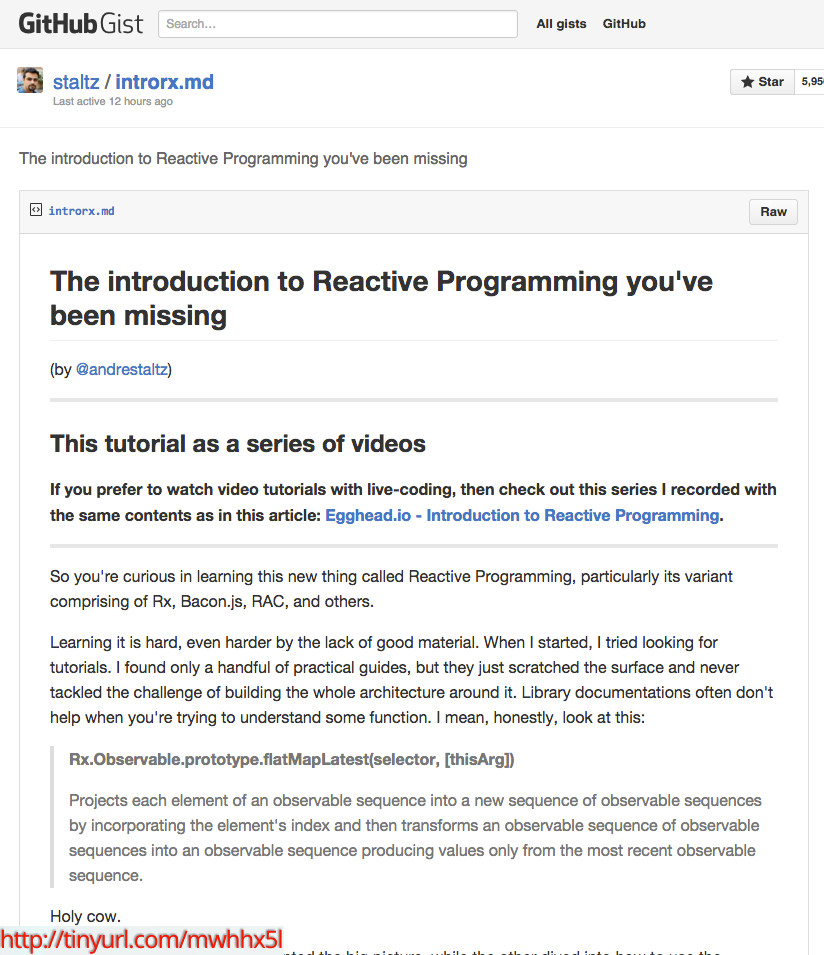 GitHub Gist Search... All gists GitHub
staltz / introrx.md
Last active 12 hours ago
Star 5,95
The introduction to Reactive Programming you've been missing
introrx.md Raw
The introduction to Reactive Programming you've
been missing
(by @andrestaltz)
This tutorial as a series of videos
If you prefer to watch video tutorials with live-coding, then check out this series I recorded with
the same contents as in this article: Egghead.io - Introduction to Reactive Programming.
So you're curious in learning this new thing called Reactive Programming, particularly its variant
comprising of Rx, Bacon.js, RAC, and others.
Learning it is hard, even harder by the lack of good material. When I started, I tried looking for
tutorials. I found only a handful of practical guides, but they just scratched the surface and never
tackled the challenge of building the whole architecture around it. Library documentations often don't
help when you're trying to understand some function. I mean, honestly, look at this:
Rx.Observable.prototype.flatMapLatest(selector, [thisArg])
Projects each element of an observable sequence into a new sequence of observable sequences
by incorporating the element's index and then transforms an observable sequence of observable
sequences into an observable sequence producing values only from the most recent observable
sequence.
Holy cow.
http://tinyurl.com/mwhhx5l
the big picture, while the other dived into how to use the